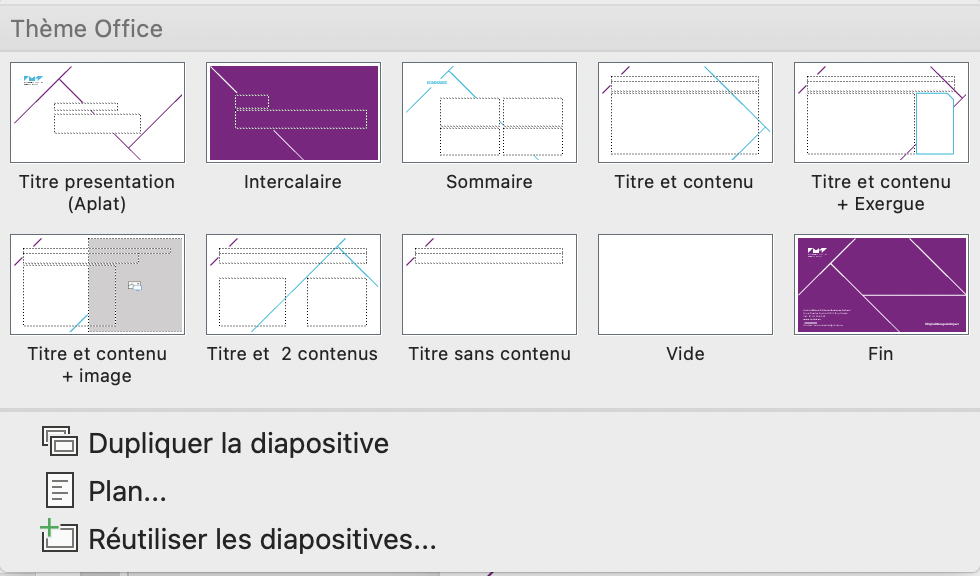 Thème Office
Titre presentation
(Aplat)
Intercalaire
Sommaire
Titre et contenu
Titre et contenu
+ Exergue
Titre et contenu
+ image
Titre et  2 contenus
Titre sans contenu
Vide
Fin
Dupliquer la diapositive
Plan...
Réutiliser les diapositives...